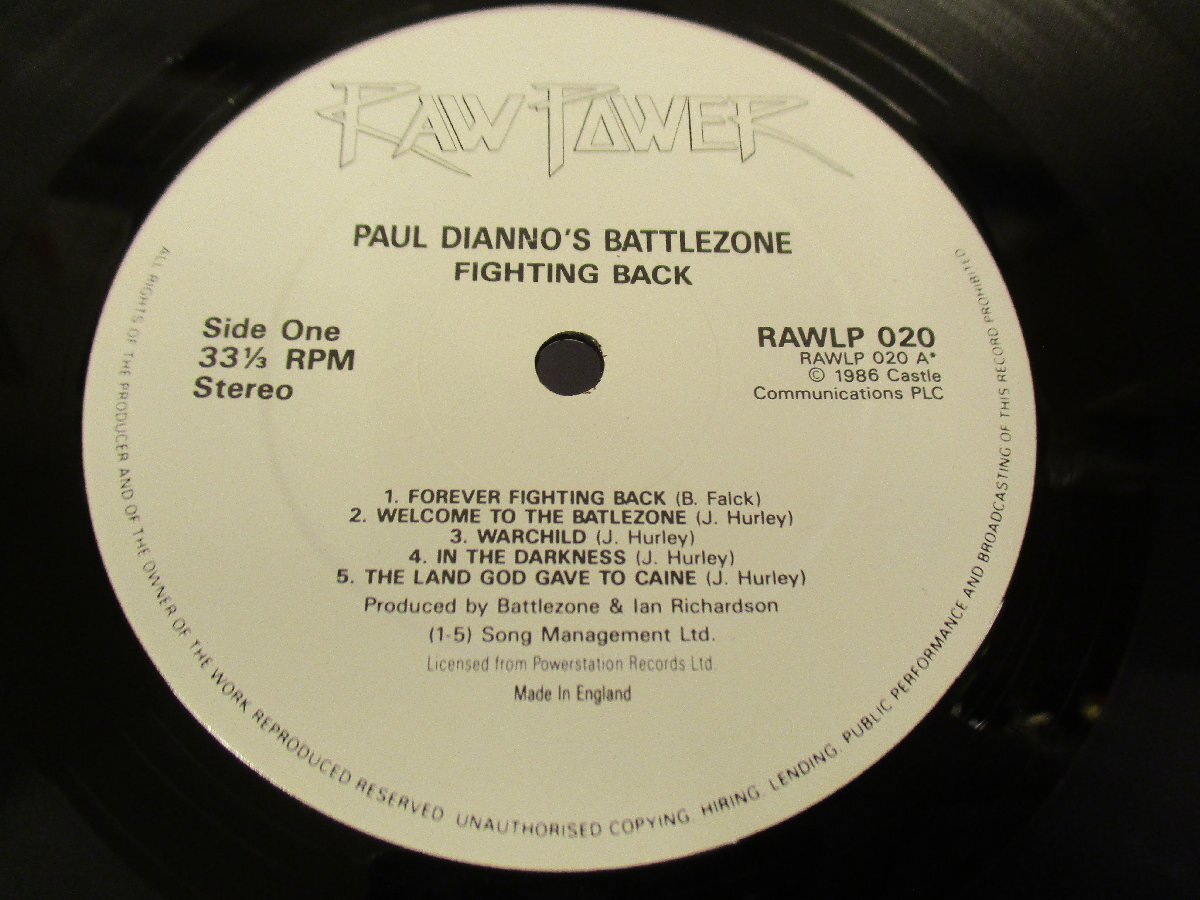 RAW POWER
PAUL DIANNO'S BATTLEZONE
FIGHTING BACK
Side One
33⅓ RPM
Stereo
RAWLP 020
RAWLP 020 A*
© 1986 Castle
Communications PLC
1. FOREVER FIGHTING BACK (B. Falck)
2. WELCOME TO THE BATLEZONE (J. Hurley)
3. WARCHILD (J. Hurley)
4. IN THE DARKNESS (J. Hurley)
5. THE LAND GOD GAVE TO CAINE (J. Hurley)
Produced by Battlezone & Ian Richardson
(1-5) Song Management Ltd.
Licensed from Powerstation Records Ltd.
Made In England
ALL RIGHTS OF THE PRODUCER AND OF THE OWNER OF THE WORK REPRODUCED RESERVED. UNAUTHORISED COPYING. HIRING. LENDING. PUBLIC PERFORMANCE AND BROADCASTING OF THIS RECORD PROHIBITED